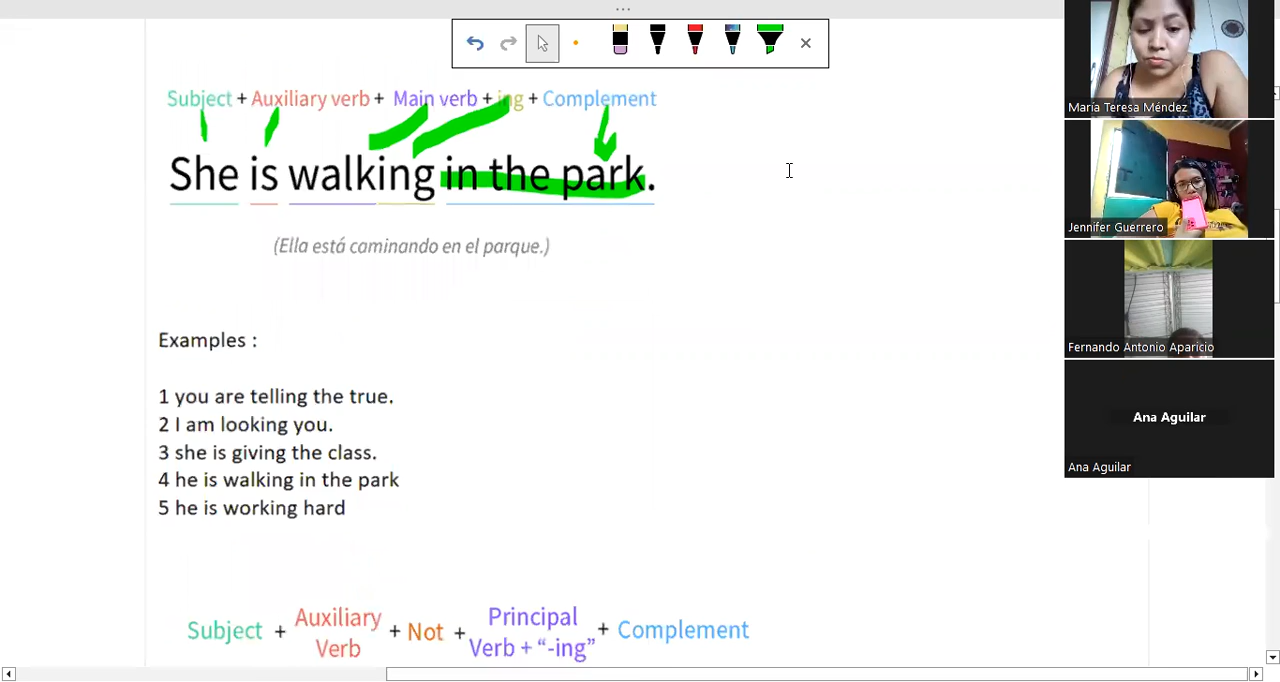 Subject + Auxiliary verb + Main verb + ing + Complement
She is walking in the park.
(Ella está caminando en el parque.)
Examples :
1 you are telling the true.
2 I am looking you.
3 she is giving the class.
4 he is walking in the park
5 he is working hard
Subject + Auxiliary Verb + Not + Principal Verb + “-ing” + Complement
María Teresa Méndez
Jennifer Guerrero
Fernando Antonio Aparicio
Ana Aguilar
Ana Aguilar